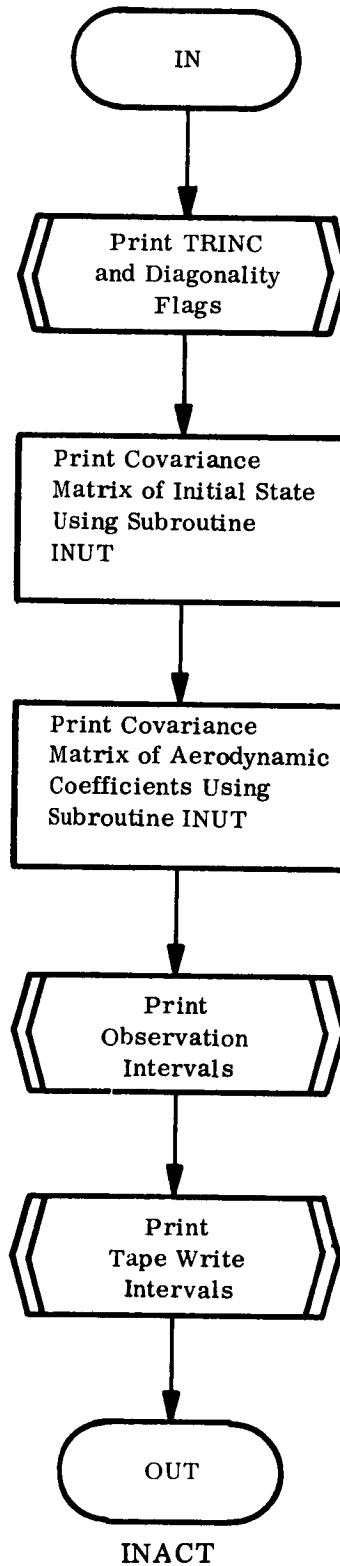 IN
Print TRINC
and Diagonality
Flags
Print Covariance
Matrix of Initial State
Using Subroutine
INUT
Print Covariance
Matrix of Aerodynamic
Coefficients Using
Subroutine INUT
Print
Observation
Intervals
Print
Tape Write
Intervals
OUT
INACT